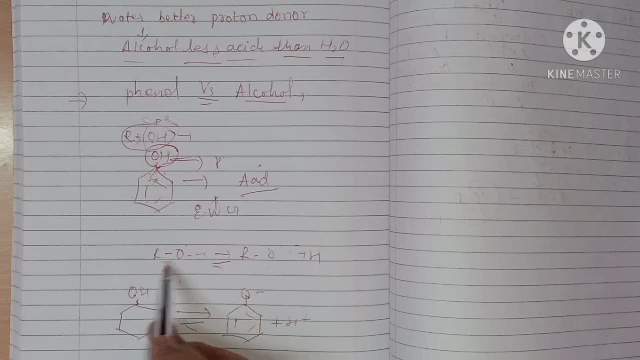 water better proton donor
Alcohol less acid than H2O
→ phenol Vs Alcohol,
K
KINEMASTER
R-OH
OH
→ P
→ Acid
E.W.G
R-O-H → R-O + H
OH
O-
+ H+